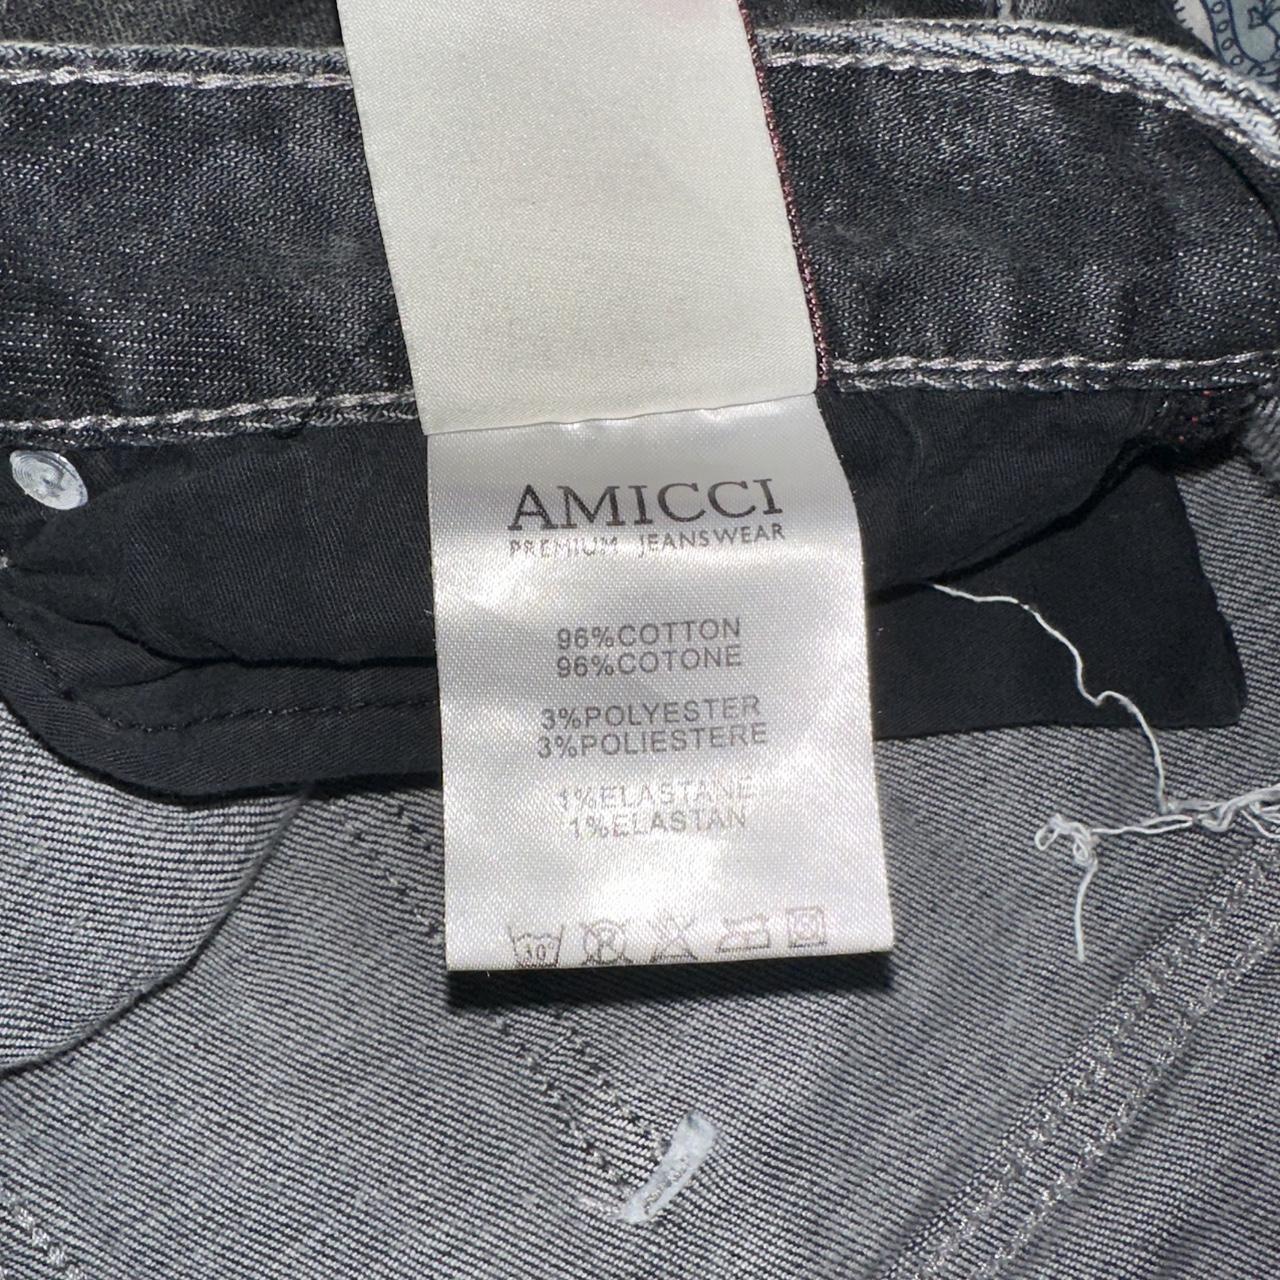 AMICCI
PREMIUM JEANSWEAR
96%COTTON
96%COTONE
3%POLYESTER
3%POLIESTERE
1%ELASTANE
1%ELASTAN